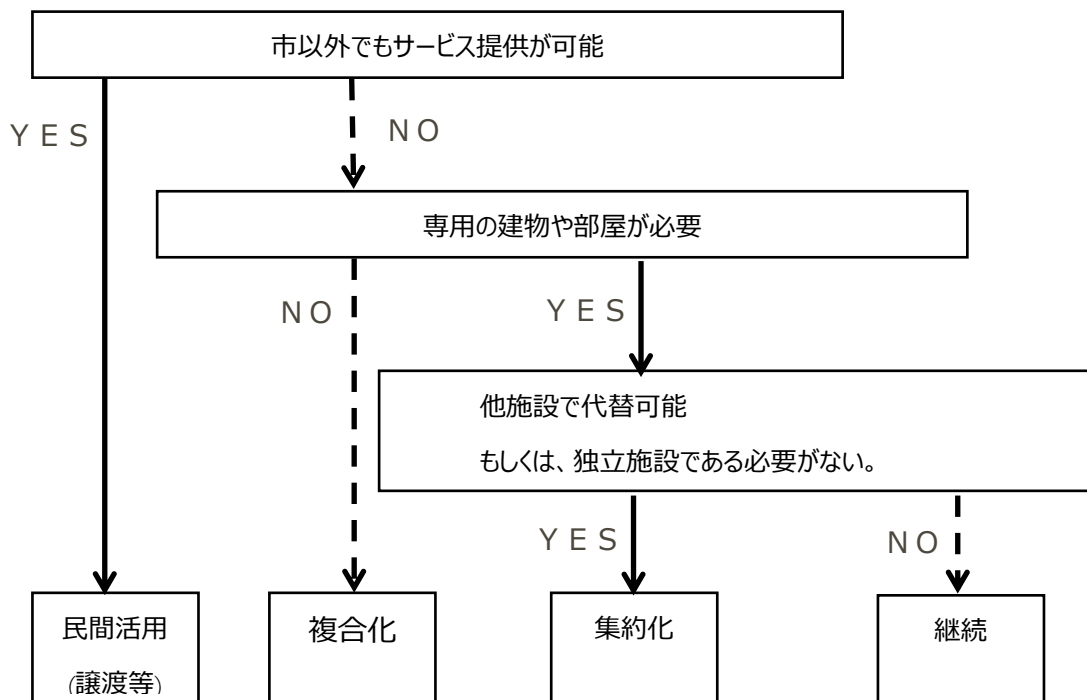 市以外でもサービス提供が可能
YES
NO
専用の建物や部屋が必要
NO
YES
他施設で代替可能
もしくは、独立施設である必要がない。
YES
NO
民間活用
(譲渡等)
複合化
集約化
継続